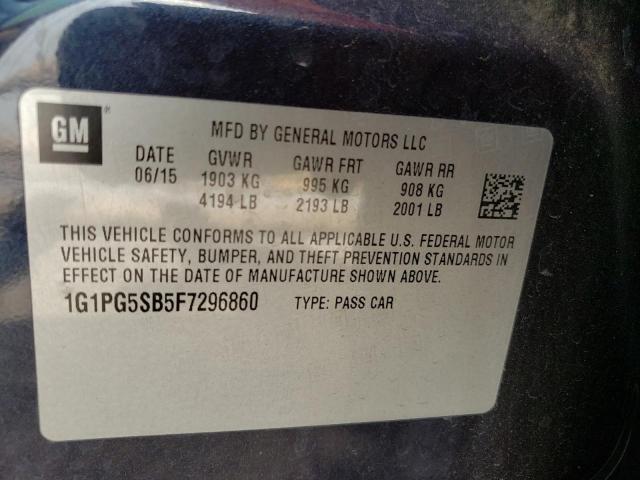 GM®
MFD BY GENERAL MOTORS LLC
DATE GVWR GAWR FRT GAWR RR
06/15 1903 KG 995 KG 908 KG
4194 LB 2193 LB 2001 LB
THIS VEHICLE CONFORMS TO ALL APPLICABLE U.S. FEDERAL MOTOR
VEHICLE SAFETY, BUMPER, AND THEFT PREVENTION STANDARDS IN
EFFECT ON THE DATE OF MANUFACTURE SHOWN ABOVE.
1G1PG5SB5F7296860 TYPE: PASS CAR